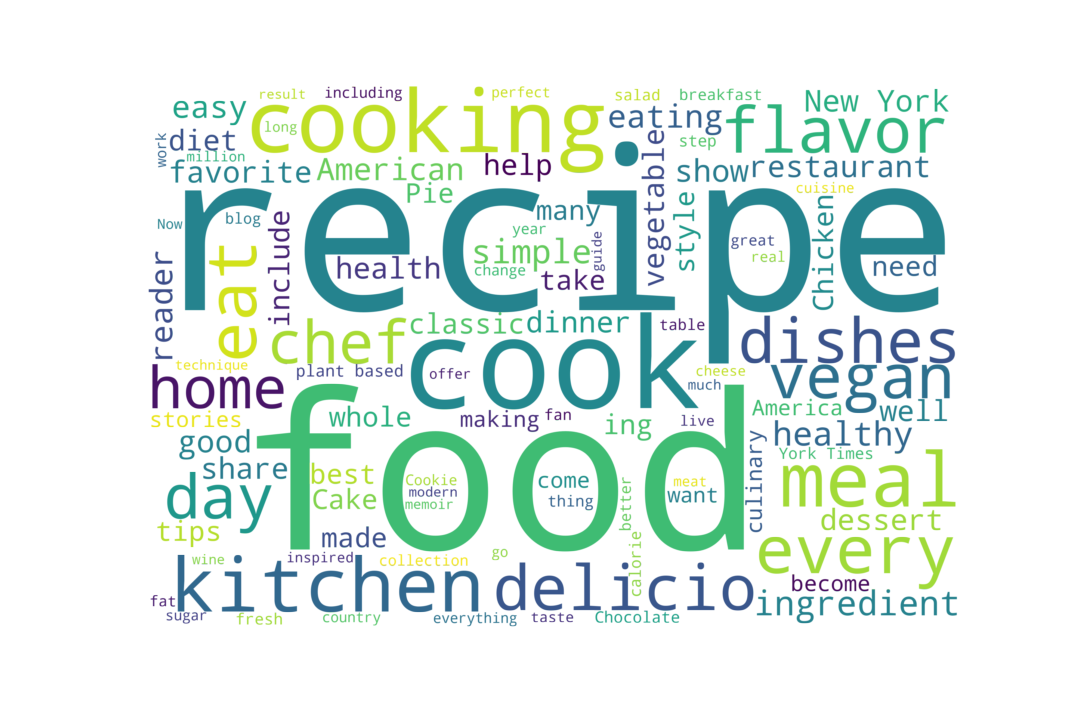 result
including
perfect
salad
breakfast
New York
easy
long
cooking
eating
flavor
work
diet
million
favorite
American
help
vegetable
step
show
restaurant
Pie
style
cuisine
recipe
Now
blog
many
year
simple
guide
great
real
Chicken
need
reader
eat
include
health
change
take
chef
classic
dinner
table
dishes
technique
plant based
offer
cook
cheese
much
vegan
home
stories
whole
making
fan
ing
live
America
well
good
share
food
culinary
healthy
York Times
day
best
Cookie
modern
memoir
Cake
come
thing
better
meat
want
meal
dessert
tips
made
every
wine
inspired
collection
go
calorie
become
kitchen
delicio
ingredient
fat
sugar
fresh
country
everything
taste
Chocolate